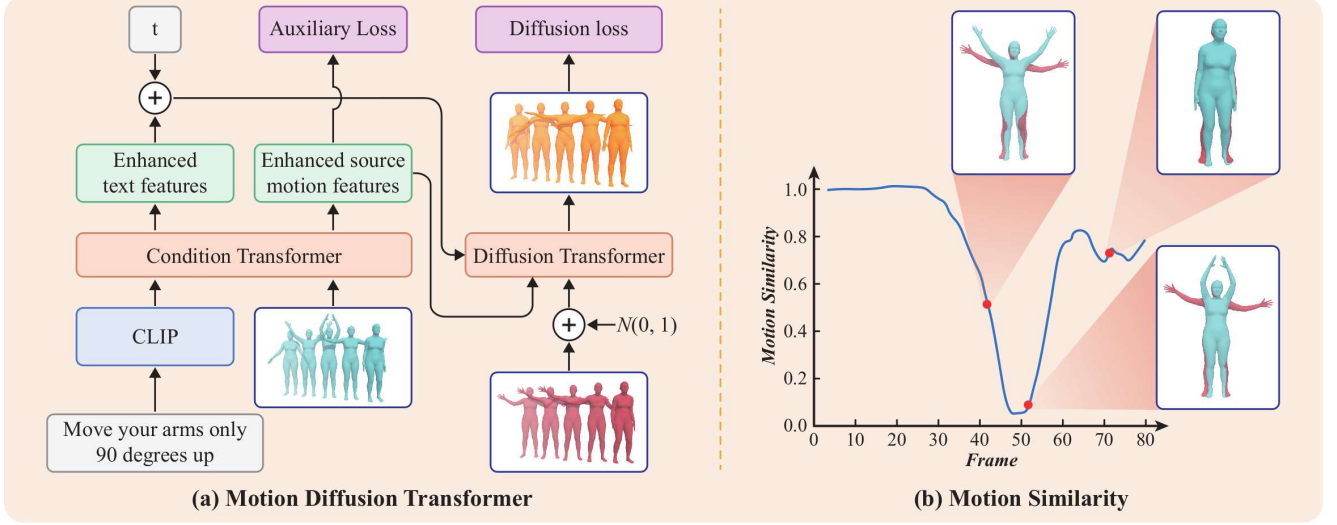 t
Auxiliary Loss
Diffusion loss
+
Enhanced
text features
Enhanced source
motion features
Condition Transformer
Diffusion Transformer
CLIP
+
N(0, 1)
Move your arms only
90 degrees up
(a) Motion Diffusion Transformer
Motion Similarity
1.0
0.8
0.6
0.4
0.2
0.0
0 10 20 30 40 50 60 70 80
Frame
(b) Motion Similarity